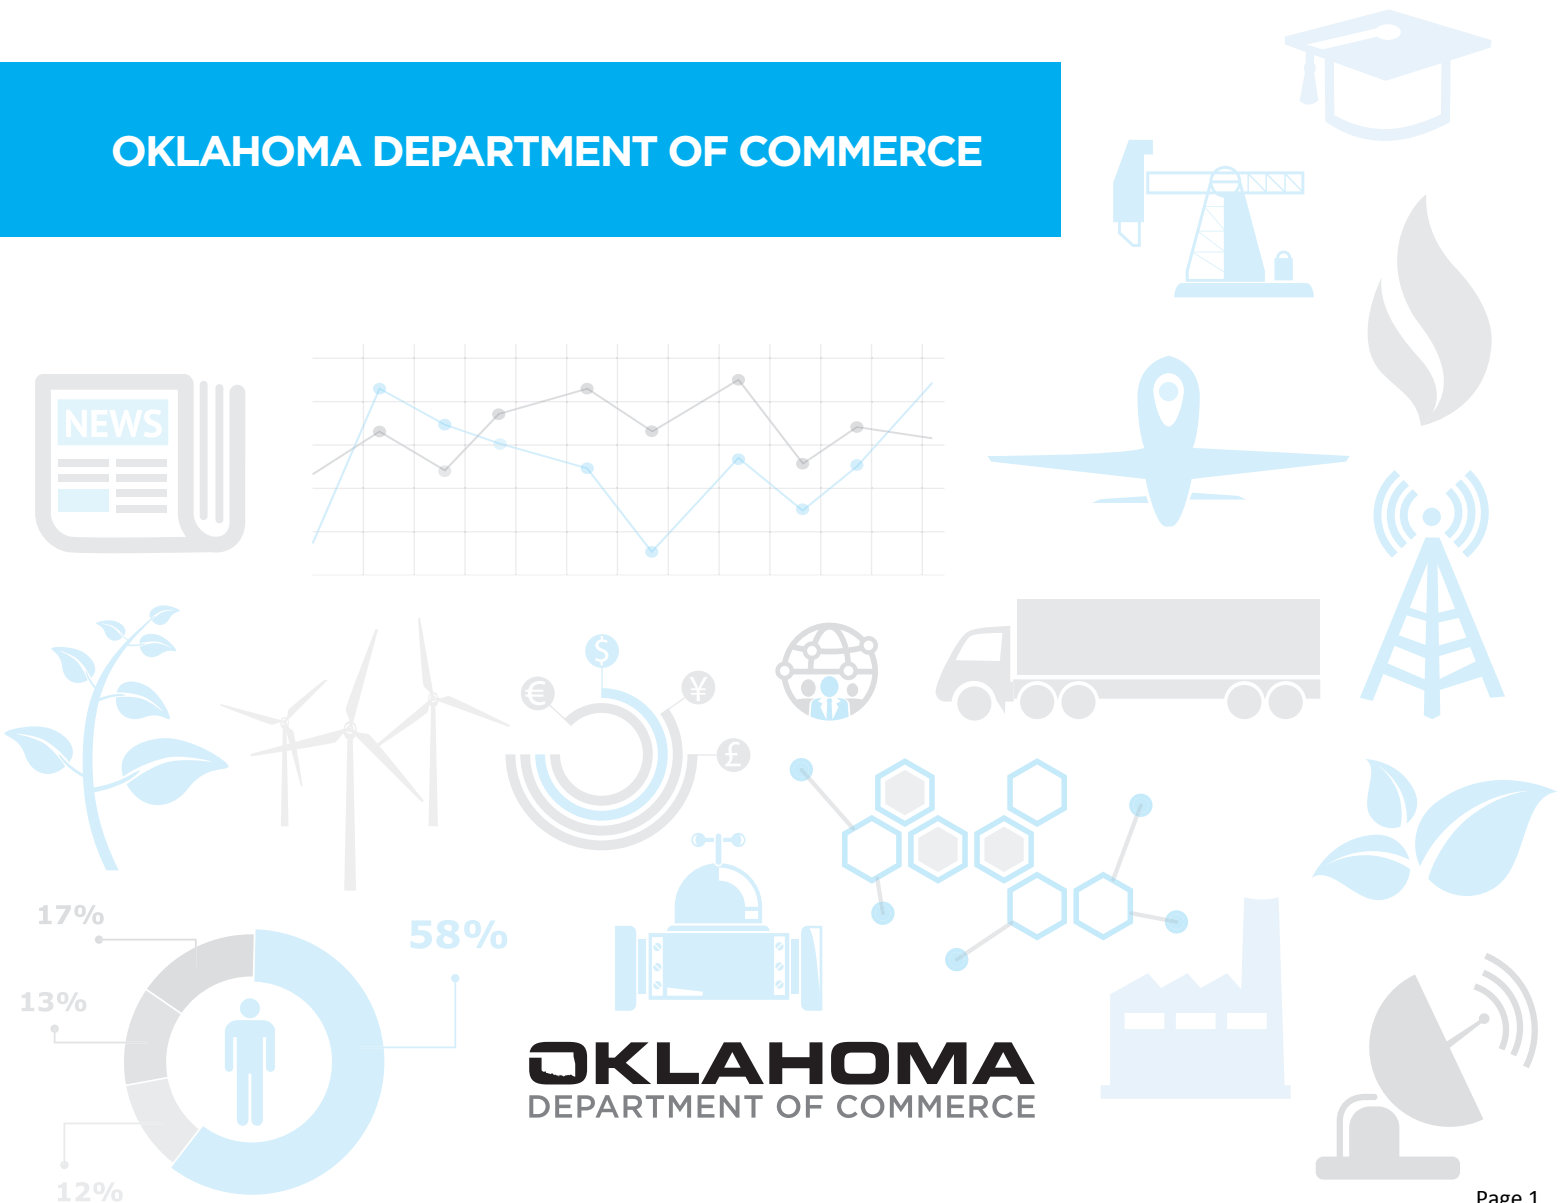 OKLAHOMA DEPARTMENT OF COMMERCE
NEWS
$
€
¥
£
17%
58%
13%
12%
OKLAHOMA
DEPARTMENT OF COMMERCE
Page 1